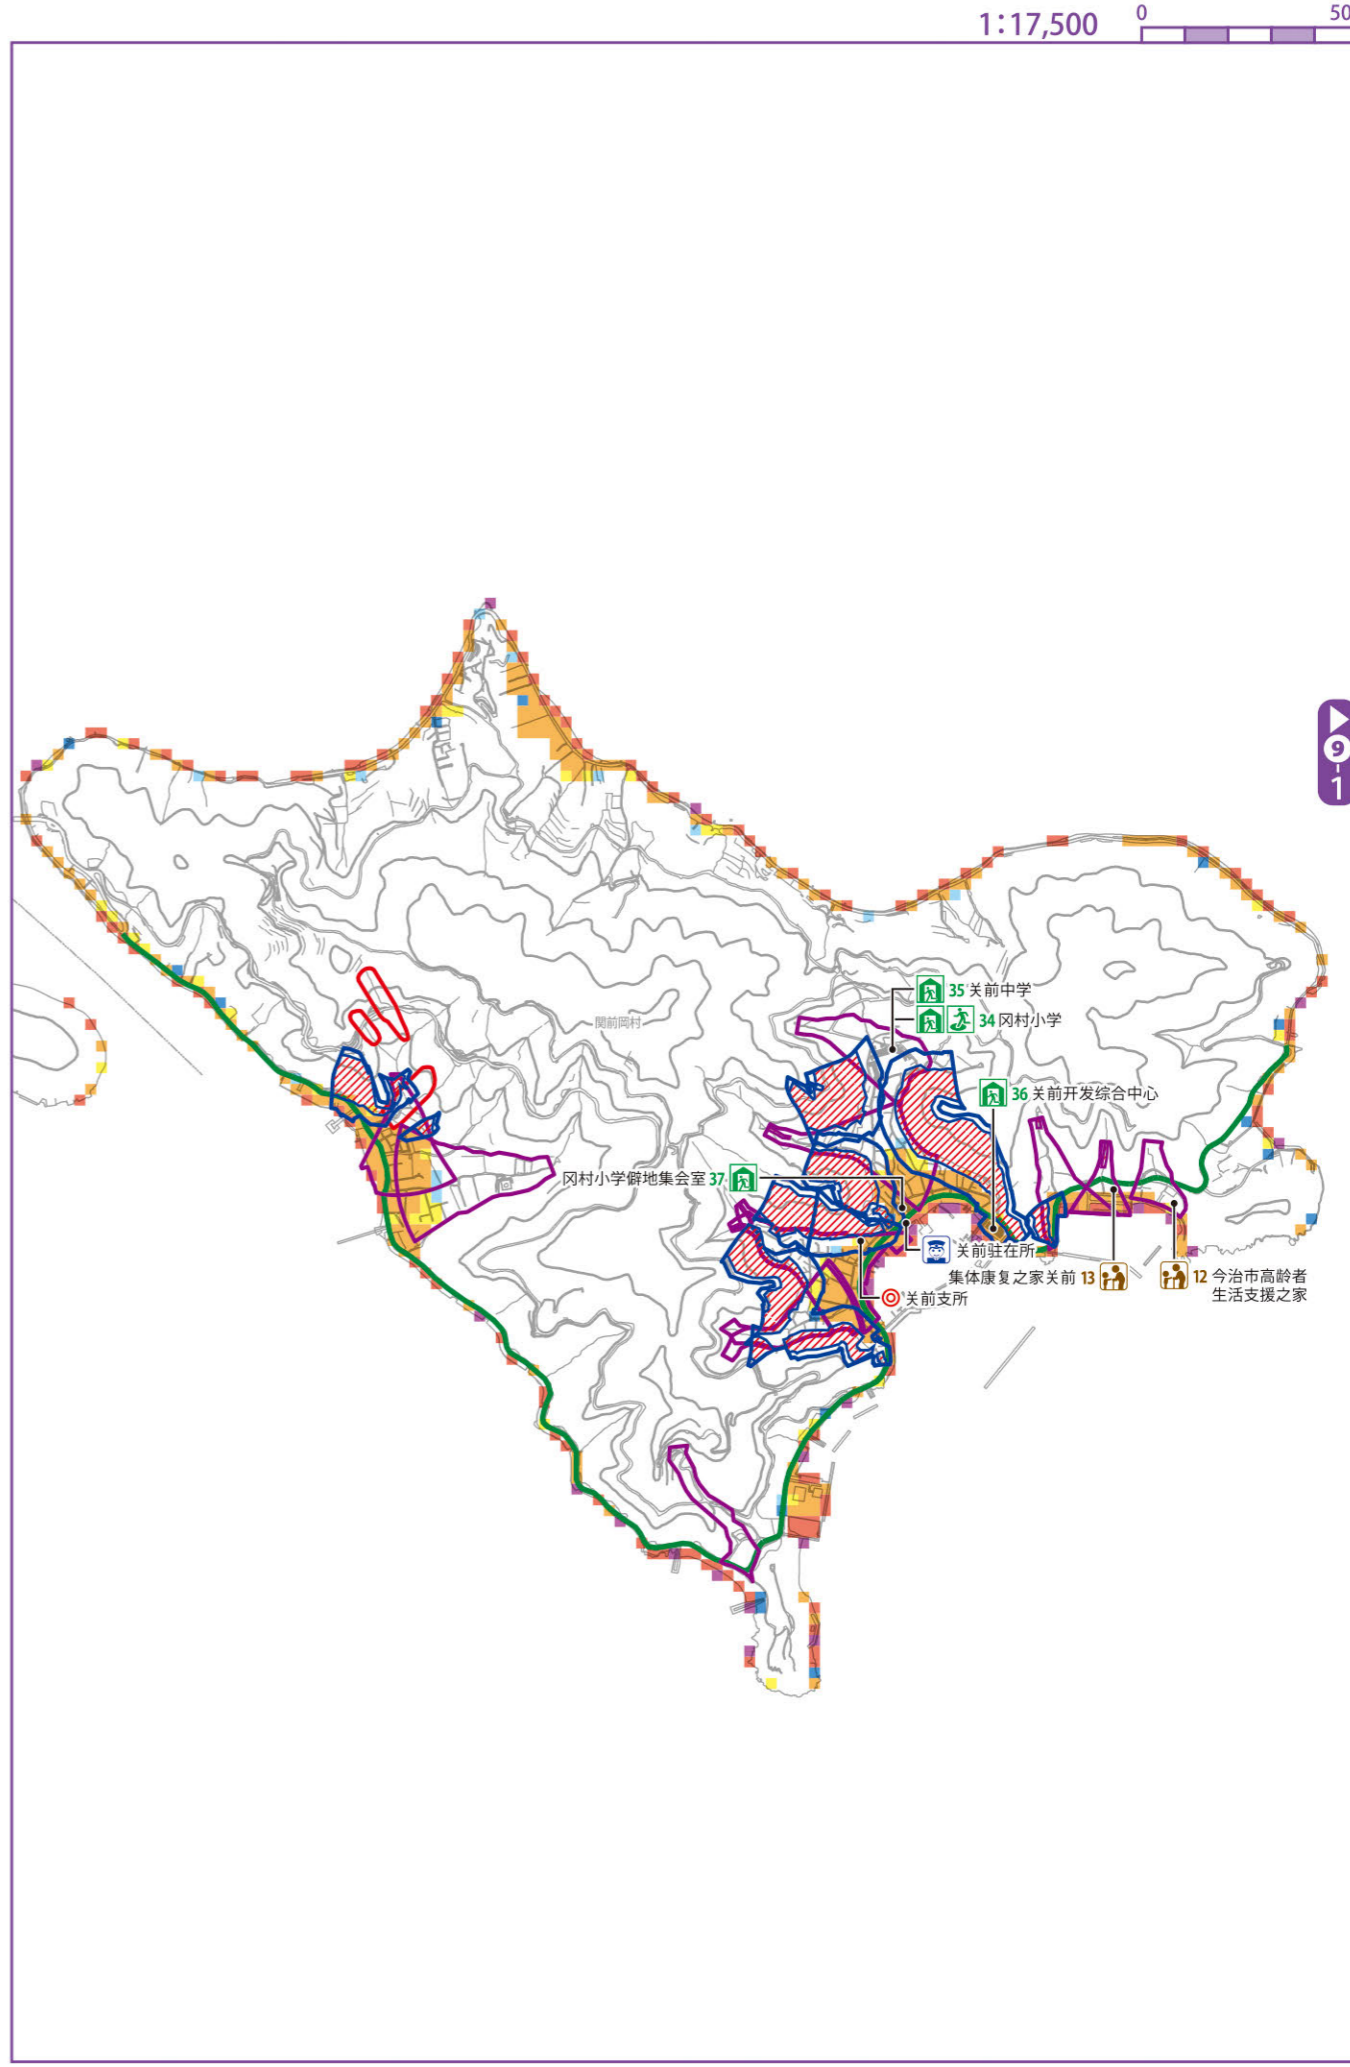 1:17,500
0
50
9
1
35 关前中学
34 冈村小学
関前岡村
36 关前开发综合中心
冈村小学僻地集会室 37
关前驻在所
集体康复之家关前 13
12 今治市高龄者
生活支援之家
关前支所